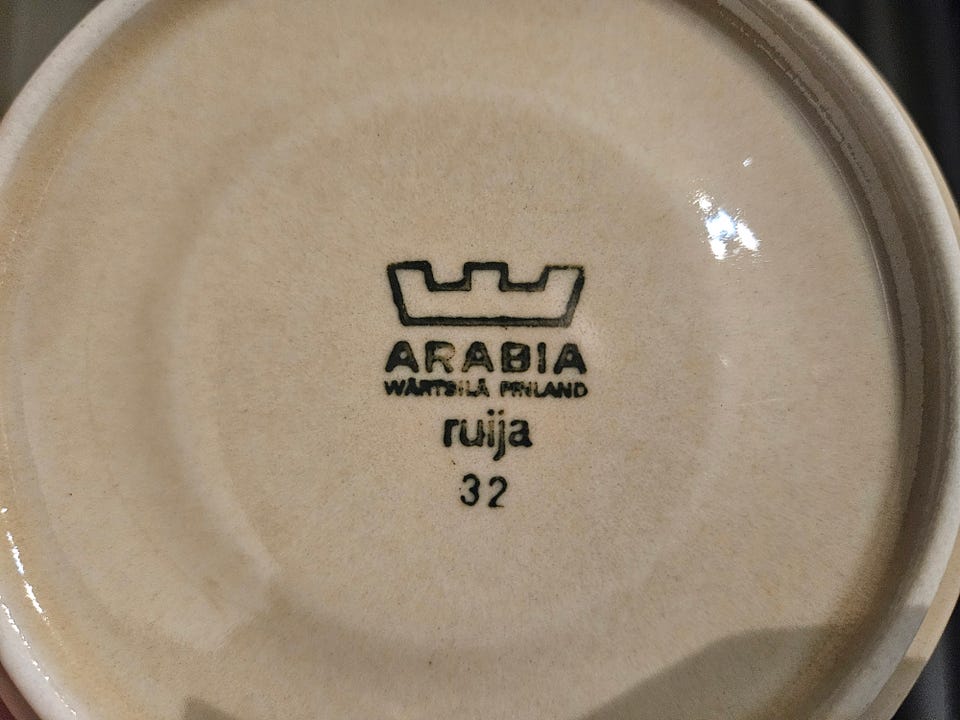 ARABIA
WÄRTSILÄ FINLAND
ruija
32